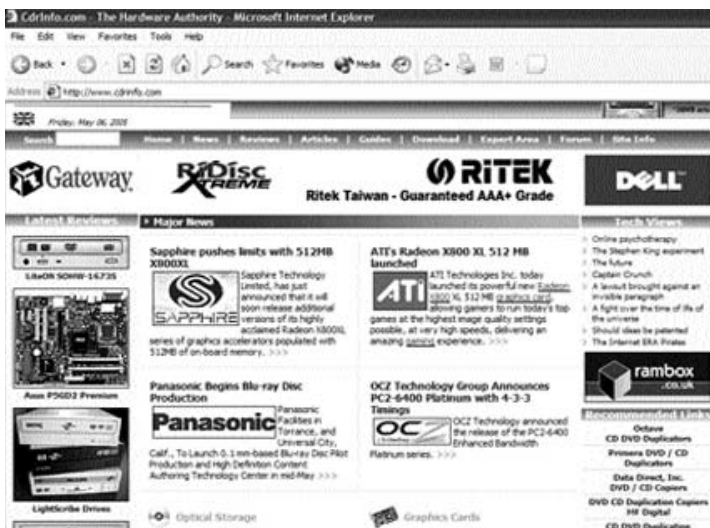 CdrInfo.com - The Hardware Authority - Microsoft Internet Explorer
File Edit View Favorites Tools Help
Back Search Favorites Media
Address http://www.cdrinfo.com
Friday, May 06, 2005
Search Home | News | Reviews | Articles | Guides | Download | Expert Area | Forum | Site Info
Gateway
RiDisc
XTREME
RiTEK
Ritek Taiwan - Guaranteed AAA+ Grade
DELL
Latest Reviews
LiteON SOHW-1673S
Asus P5GD2 Premium
LightScribe Drives
Major News
Sapphire pushes limits with 512MB
X800XL
SAPPHIRE
Sapphire Technology
Limited, has just
announced that it will
soon release additional
versions of its highly
acclaimed Radeon X800XL
series of graphics accelerators populated with
512MB of on-board memory. >>>
ATI's Radeon X800 XL 512 MB
launched
ATI
ATI Technologies Inc. today
launched its powerful new Radeon
X800 XL 512 MB graphics card,
allowing gamers to run today's top
games at the highest image quality settings
possible, at very high speeds, delivering an
amazing gaming experience. >>>
Panasonic Begins Blu-ray Disc
Production
Panasonic
Panasonic
Facilities in
Torrance, and
Universal City,
Calif., To Launch 0.1 mm-based Blu-ray Disc Pilot
Production and High Definition Content
Authoring Technology Center in mid-May >>>
OCZ Technology Group Announces
PC2-6400 Platinum with 4-3-3
Timings
OCZ
OCZ Technology announced
the release of the PC2-6400
Enhanced Bandwidth
Platinum series. >>>
Optical Storage
Graphics Cards
Tech Views
Online psychotherapy
The Stephen King experiment
The future
Captain Crunch
A lawsut brought against an
invisible paragraph
A fight over the time of life of
the universe
Should ideas be patented
The Internet ERA Pirates
rambox
.co.uk
Recommended Links
Octave
CD DVD Duplicators
Primera DVD / CD
Duplicators
Data Direct, Inc.
DVD / CD Copiers
DVD CD Duplication Copiers
MF Digital
CD DVD Duplication